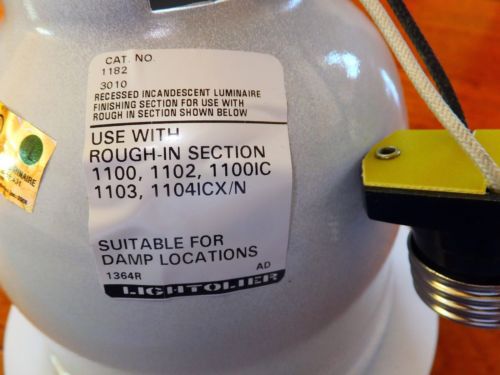 CAT. NO.
1182
3010
RECESSED INCANDESCENT LUMINAIRE
FINISHING SECTION FOR USE WITH
ROUGH IN SECTION SHOWN BELOW
USE WITH
ROUGH-IN SECTION
1100, 1102, 1100IC
1103, 1104ICX/N
SUITABLE FOR
DAMP LOCATIONS
1364R AD
LIGHTOLIER